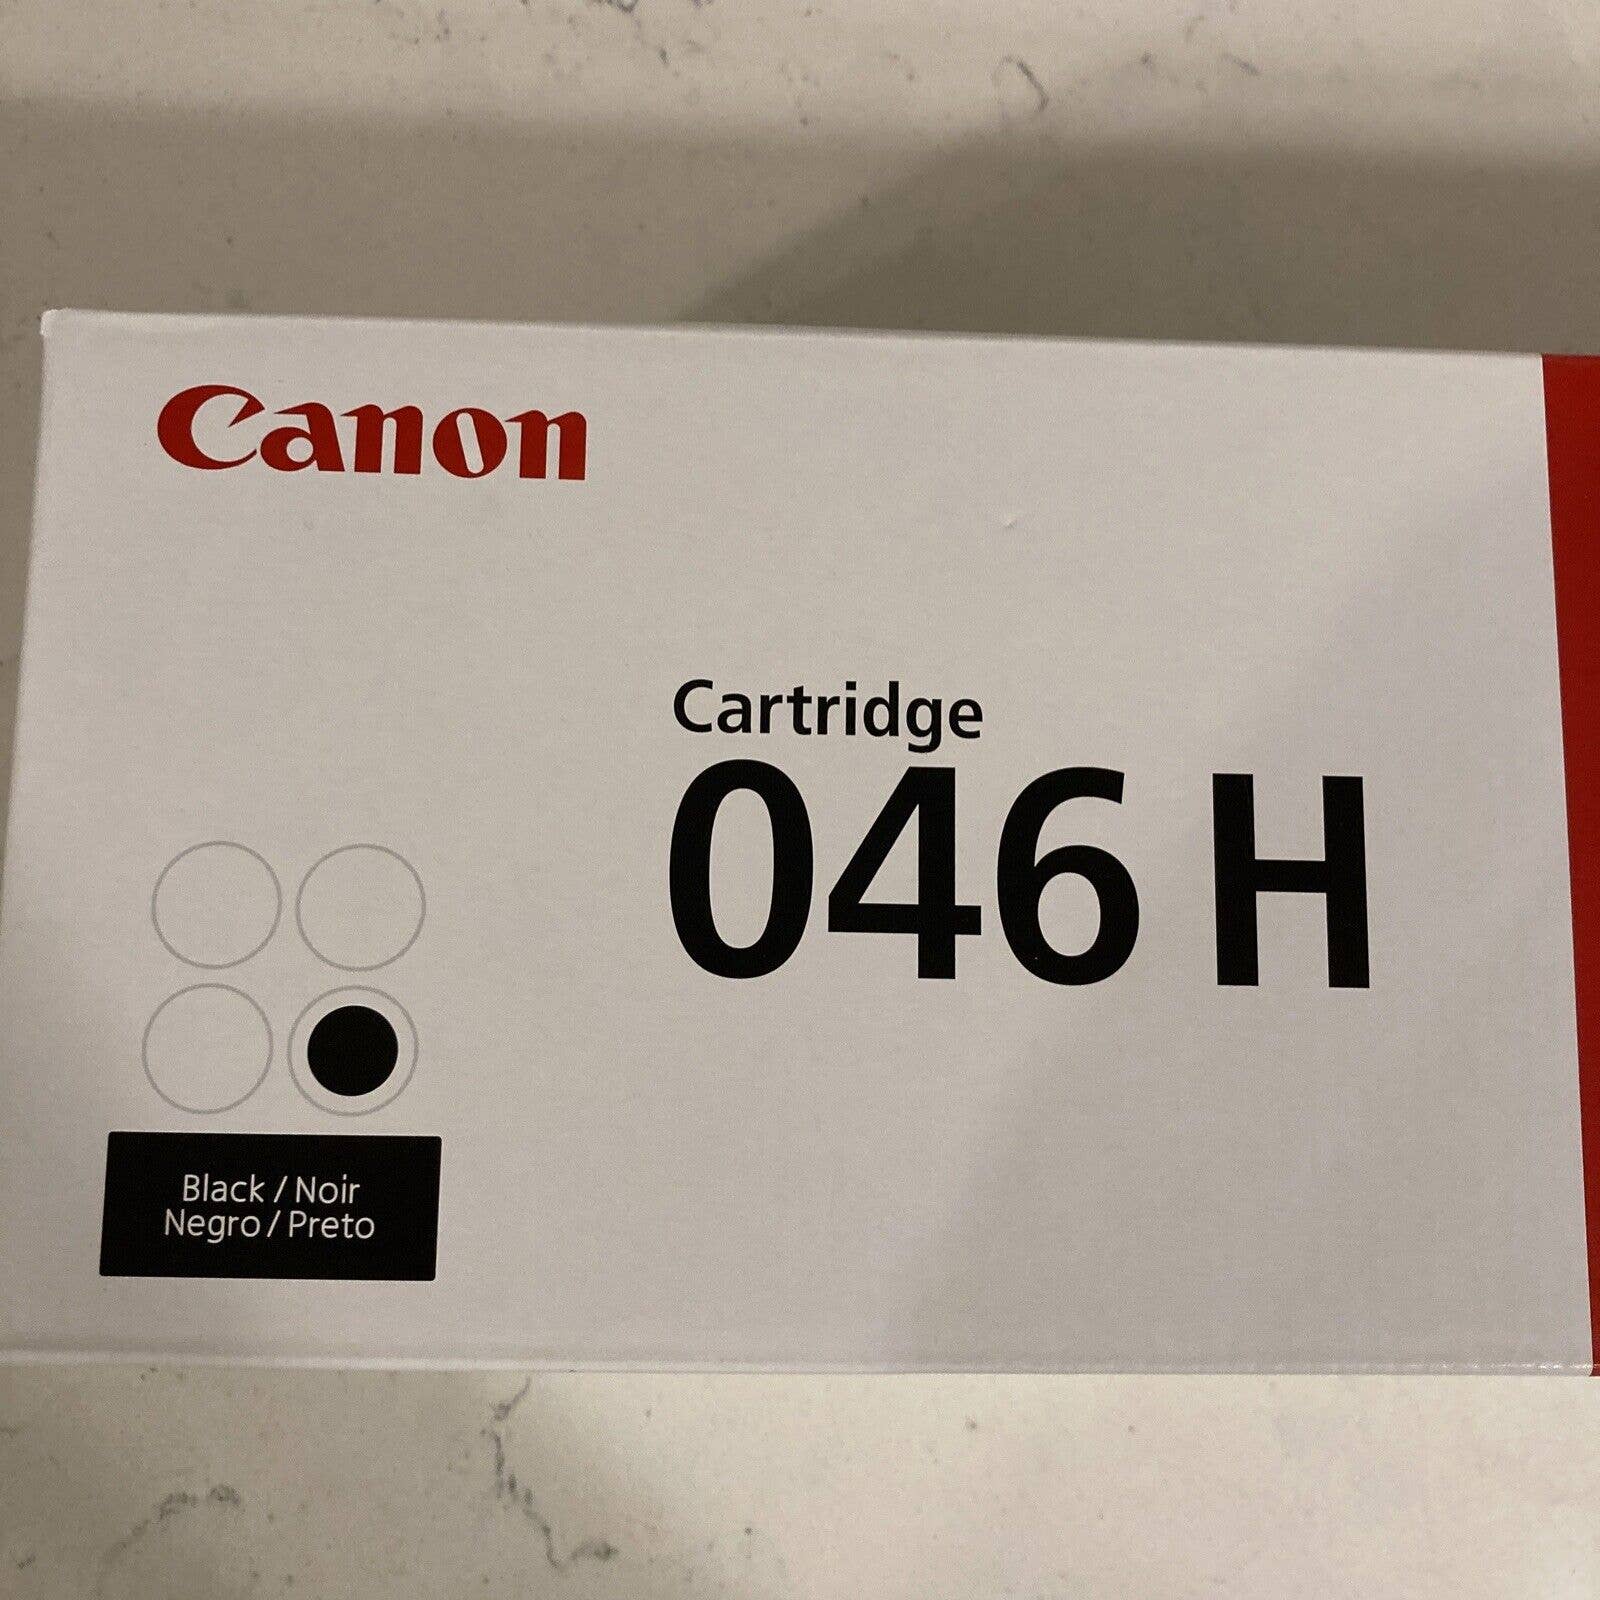 Canon
Cartridge
046 H
Black / Noir
Negro / Preto